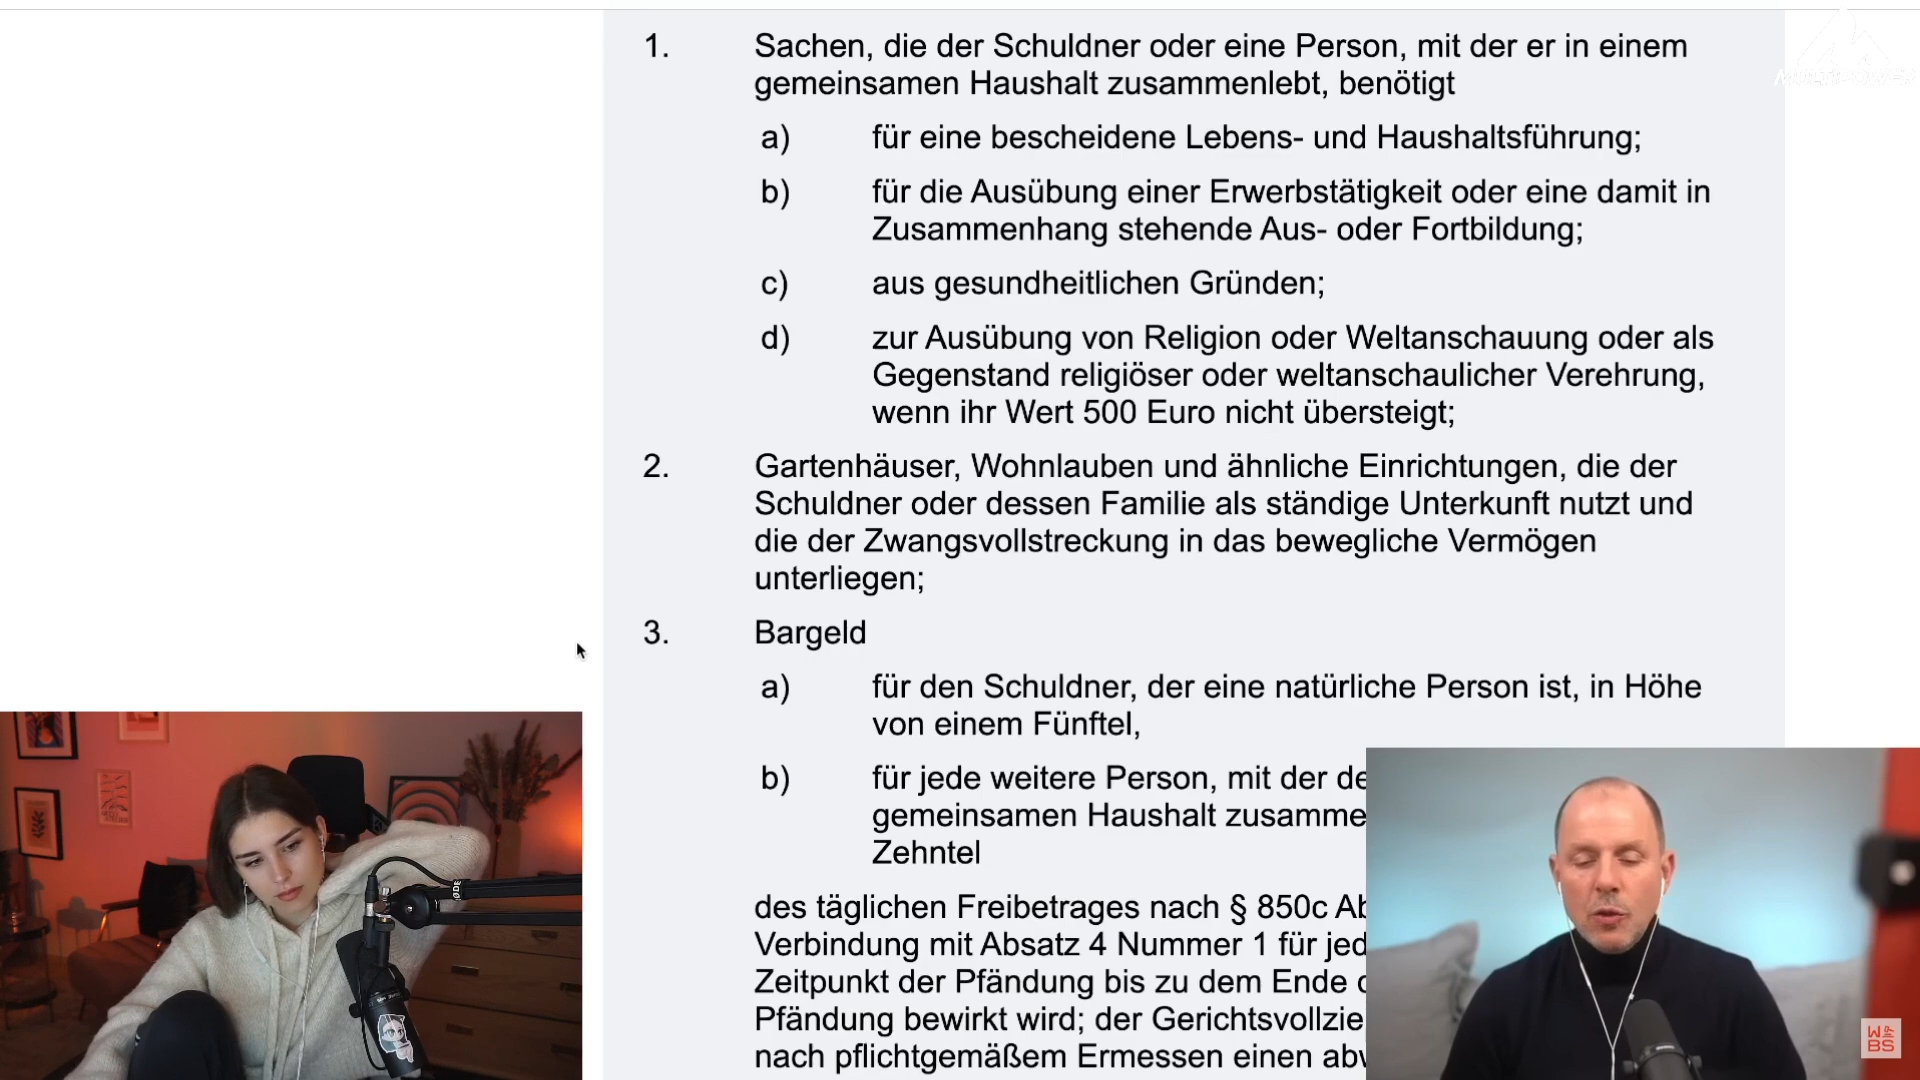 1. Sachen, die der Schuldner oder eine Person, mit der er in einem
gemeinsamen Haushalt zusammenlebt, benötigt
a) für eine bescheidene Lebens- und Haushaltsführung;
b) für die Ausübung einer Erwerbstätigkeit oder eine damit in
Zusammenhang stehende Aus- oder Fortbildung;
c) aus gesundheitlichen Gründen;
d) zur Ausübung von Religion oder Weltanschauung oder als
Gegenstand religiöser oder weltanschaulicher Verehrung,
wenn ihr Wert 500 Euro nicht übersteigt;
2. Gartenhäuser, Wohnlauben und ähnliche Einrichtungen, die der
Schuldner oder dessen Familie als ständige Unterkunft nutzt und
die der Zwangsvollstreckung in das bewegliche Vermögen
unterliegen;
3. Bargeld
a) für den Schuldner, der eine natürliche Person ist, in Höhe
von einem Fünftel,
b) für jede weitere Person, mit der de
gemeinsamen Haushalt zusamme
Zehntel
des täglichen Freibetrages nach § 850c Ab
Verbindung mit Absatz 4 Nummer 1 für jed
Zeitpunkt der Pfändung bis zu dem Ende
Pfändung bewirkt wird; der Gerichtsvollzie
nach pflichtgemäßem Ermessen einen abw
RØDE
WBS